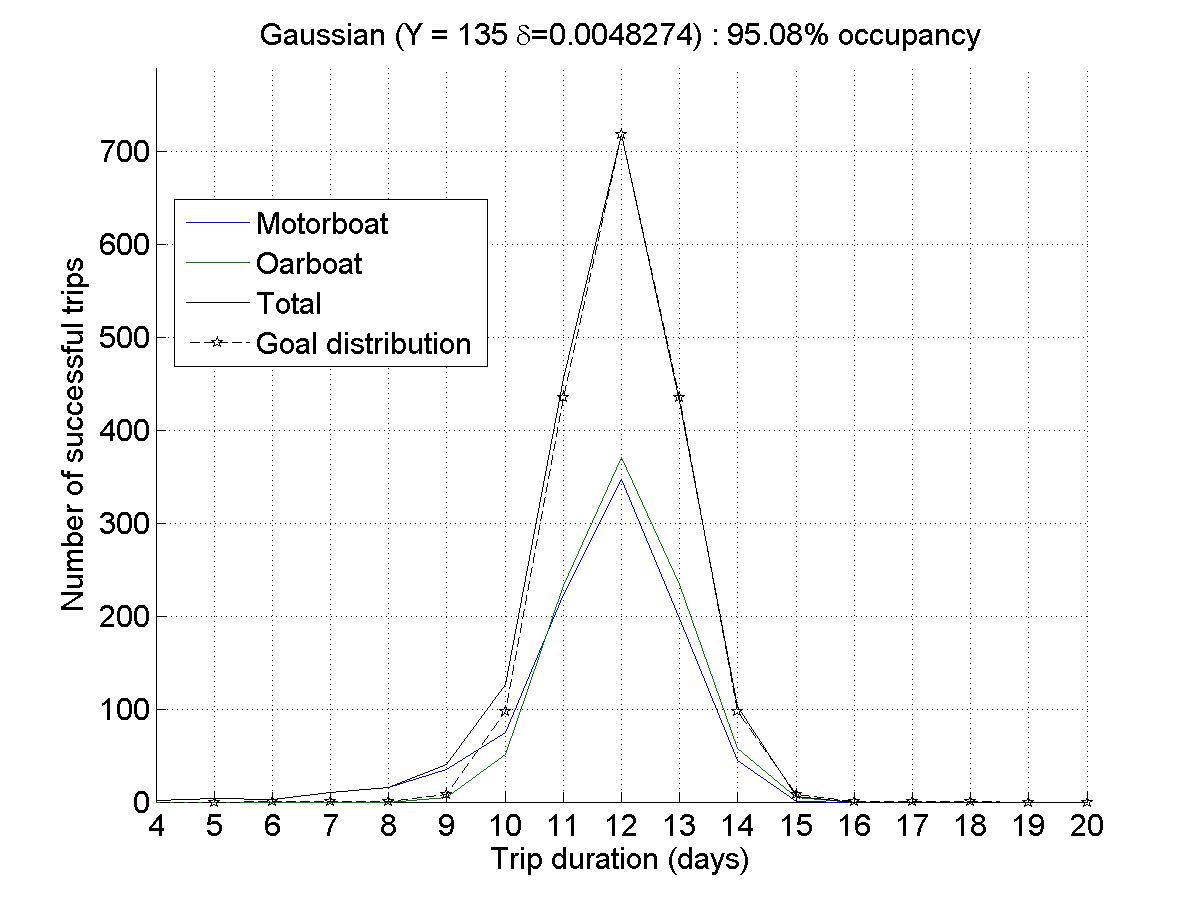 Gaussian (Y = 135 δ=0.0048274) : 95.08% occupancy
Number of successful trips
700
600
500
400
300
200
100
0
Motorboat
Oarboat
Total
Goal distribution
4 5 6 7 8 9 10 11 12 13 14 15 16 17 18 19 20
Trip duration (days)